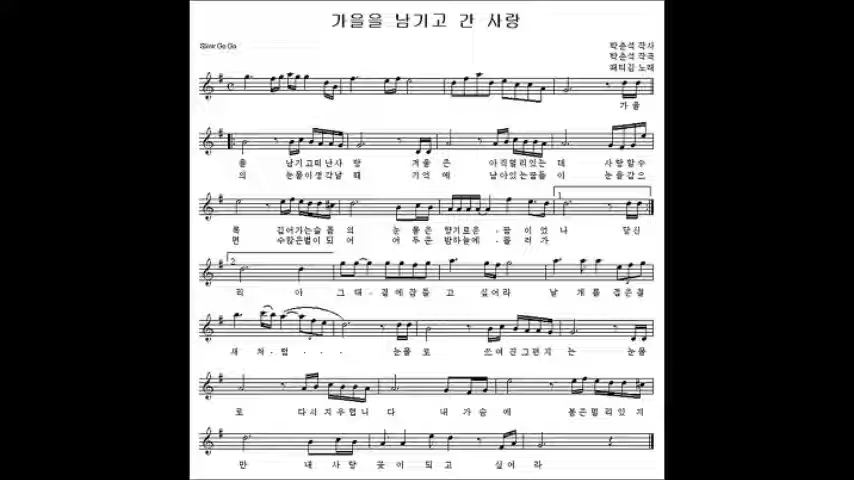 가을을 남기고 간 사랑
Slow Go Go
박춘석 작사
박춘석 작곡
패티김 노래
가 을
을 남기고떠난사 랑 겨울 은 아직멀리있는 데 사랑할수
의 눈물이생각날 때 기억 에 남아있는꿈들 이 눈을감으
록 깊어가는슬픔의 눈물은향기로운 꿈이었나 당신
면 수많은별이되어 어두운밤하늘에 흘러가
리 아 그대-곁에잠들 고 싶어라 날 개를 접은철
새 처 럼 - - - 눈물 로 쓰여진그편지 는 눈물
로 다시지우렵니 다 내 가 슴 에 봄은멀리있지
만 내 사 랑 꽃 이 되 고 싶어 라
1.
2.